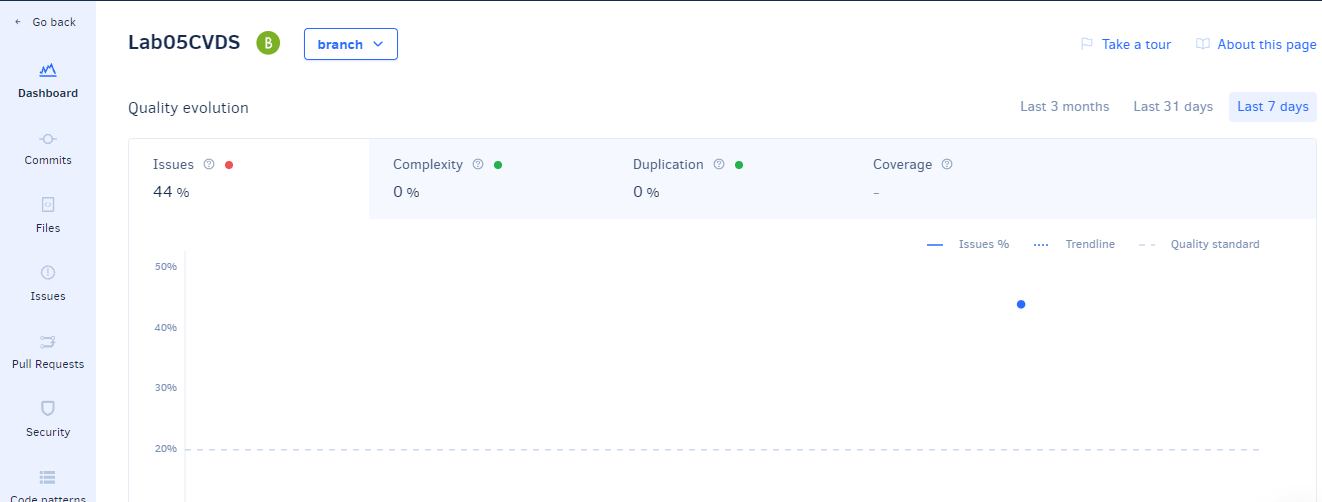 Go back
Lab05CVDS B branch
Take a tour About this page
Dashboard
Quality evolution
Last 3 months Last 31 days Last 7 days
Commits
Issues ? Complexity ? Duplication ? Coverage ?
44 % 0 % 0 % -
Files
Issues % Trendline Quality standard
50%
Issues
40%
Pull Requests
30%
Security
20%
Code patterns